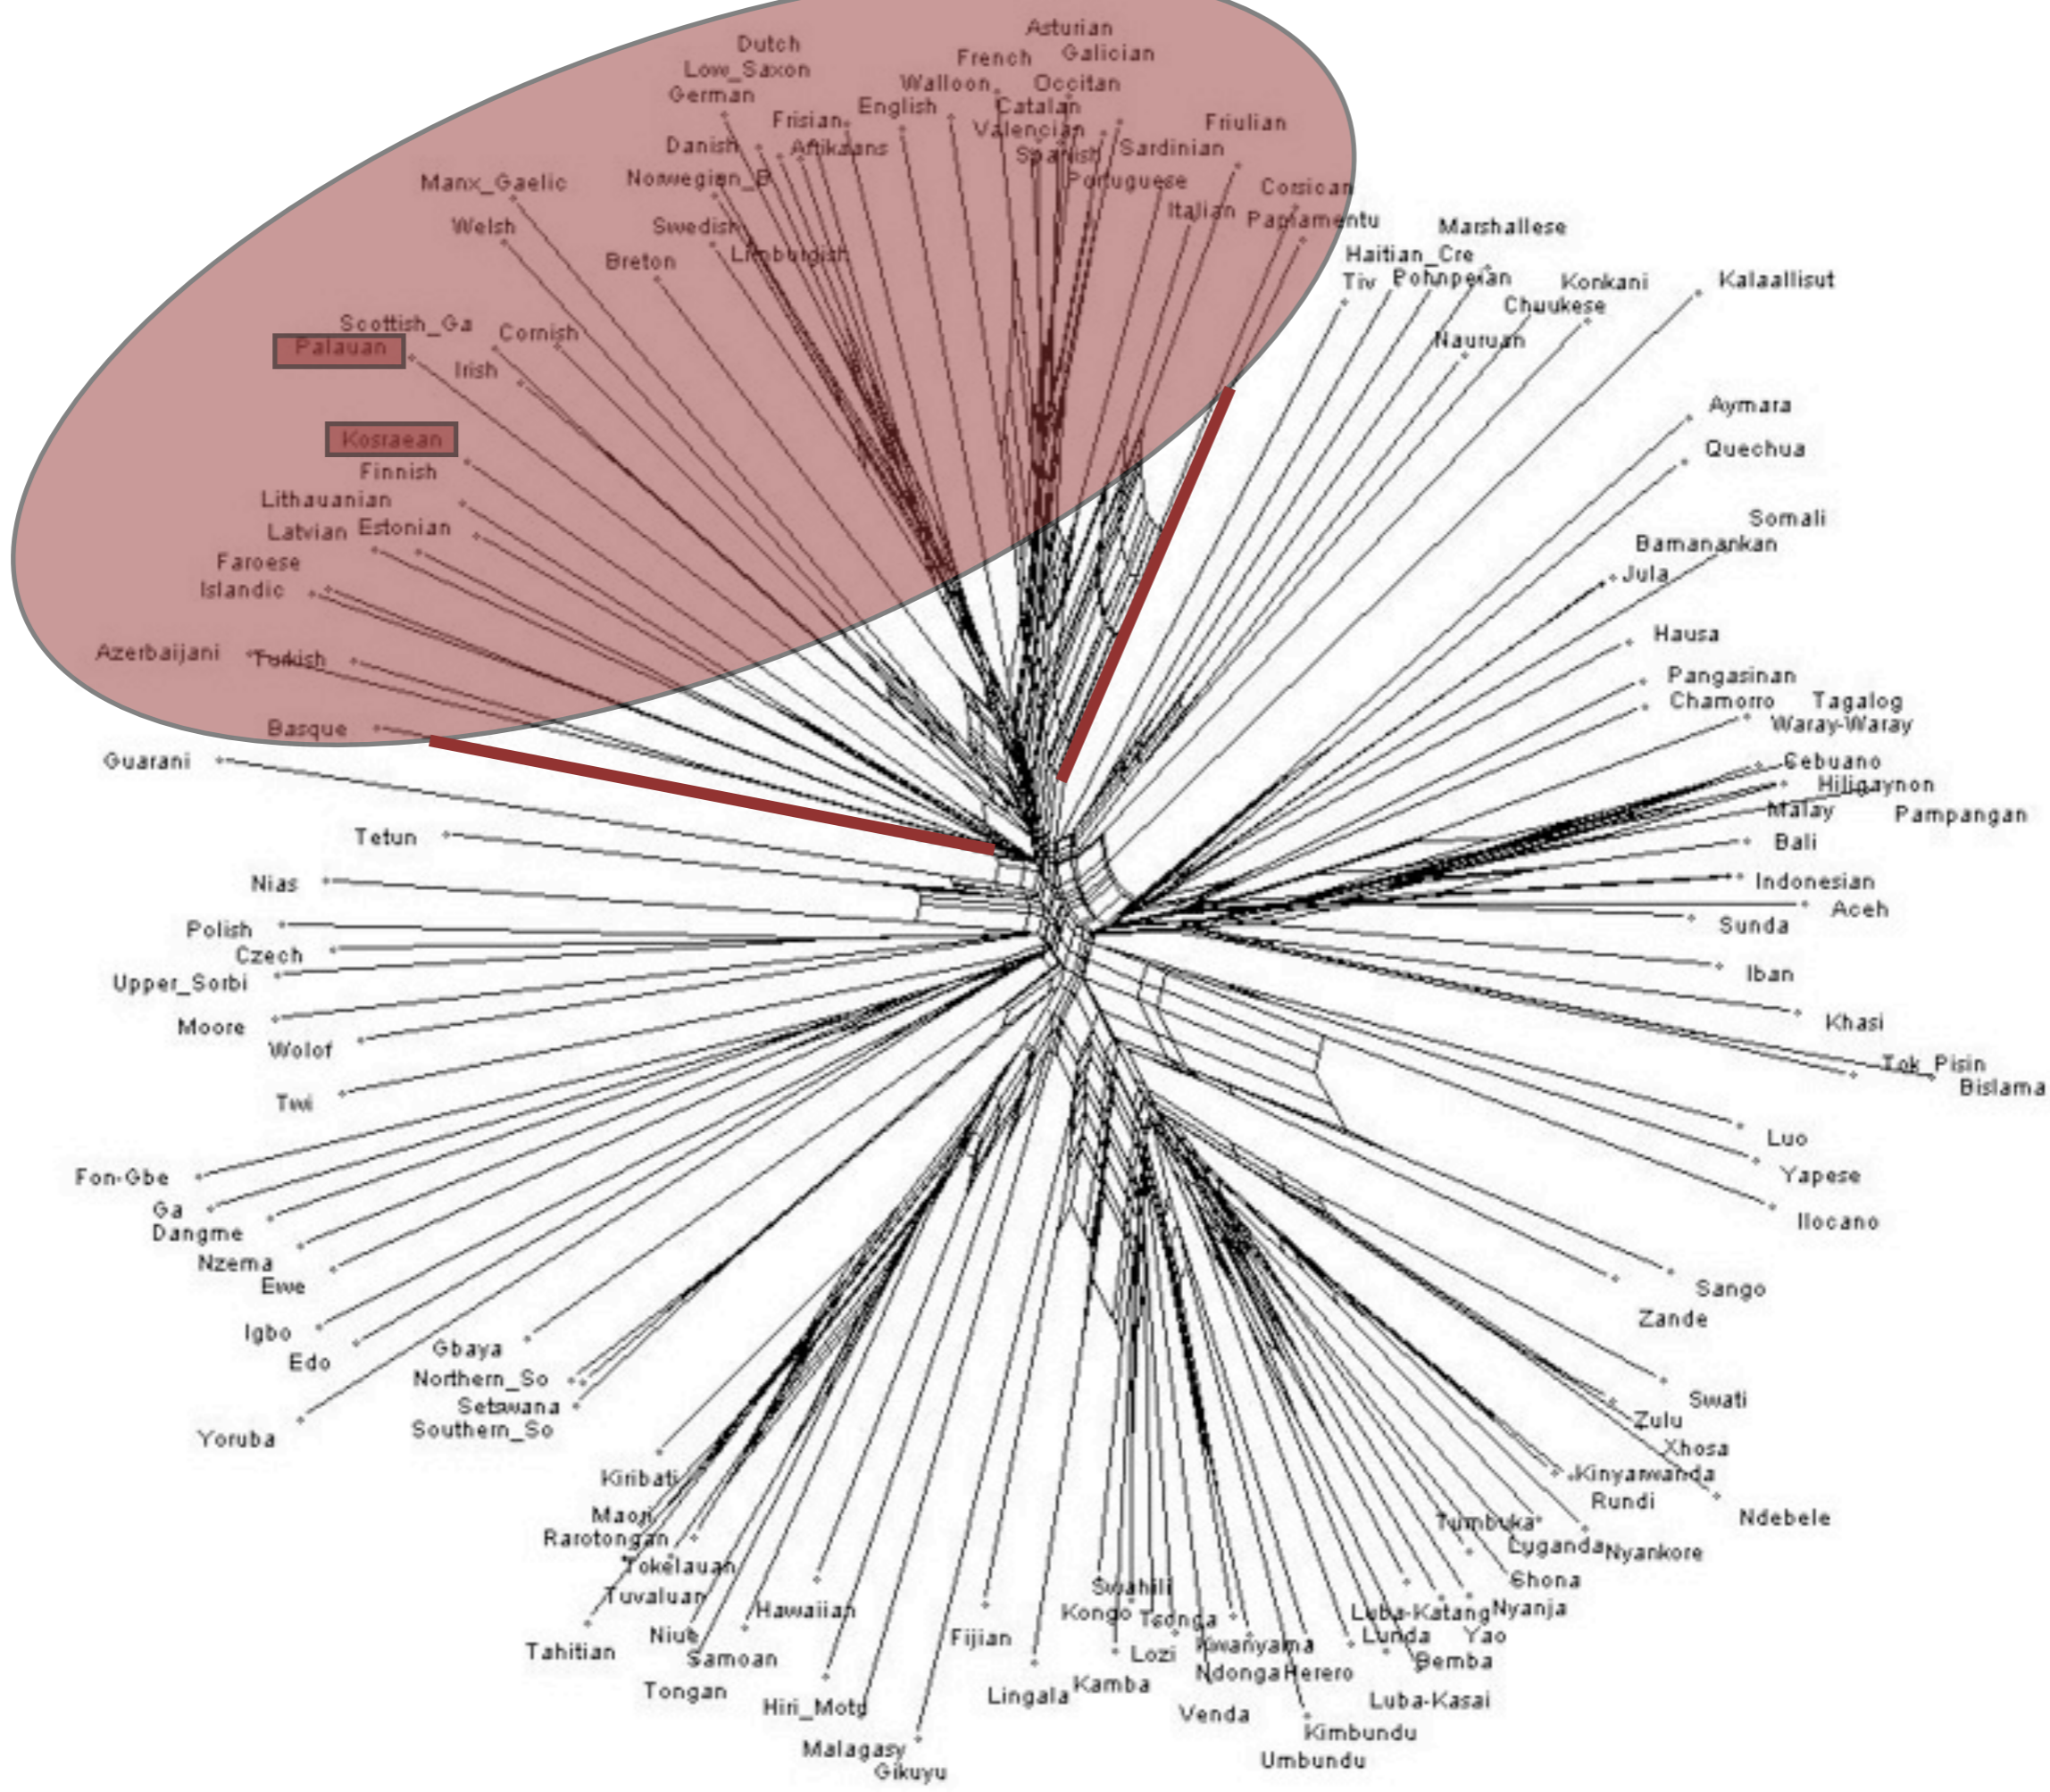 Asturian
Dutch
French
Galician
Low_Saxon
Walloon
Occitan
German
English
Catalan
Frisian
Friulian
Valencian
Danish
Afrikaans
Spanish
Sardinian
Manx_Gaelic
Norwegian_B
Portuguese
Corsican
Welsh
Swedish
Italian
Papiamentu
Marshallese
Limburgish
Haitian_Cre
Breton
Tiv
Pohnpeian
Konkani
Kalaallisut
Chuukese
Scottish_Ga
Cornish
Palauan
Nauruan
Irish
Aymara
Kosraean
Quechua
Finnish
Lithauanian
Somali
Latvian
Estonian
Bamanankan
Faroese
Jula
Islandic
Hausa
Azerbaijani
Turkish
Pangasinan
Chamorro
Tagalog
Basque
Waray-Waray
Guarani
Cebuano
Hiligaynon
Malay
Pampangan
Tetun
Bali
Nias
Indonesian
Aceh
Polish
Sunda
Czech
Iban
Upper_Sorbi
Moore
Khasi
Wolof
Tok_Pisin
Bislama
Twi
Luo
Fon-Gbe
Yapese
Ga
Ilocano
Dangme
Nzema
Ewe
Sango
Igbo
Zande
Gbaya
Edo
Northern_So
Swati
Setswana
Zulu
Southern_So
Yoruba
Xhosa
Kiribati
Kinyarwanda
Rundi
Maori
Ndebele
Rarotongan
Tumbuka
Luganda
Nyankore
Tokelauan
Tuvaluan
Swahili
Shona
Hawaiian
Kongo
Tsonga
Luba-Katang
Nyanja
Niue
Fijian
Kwanyama
Lunda
Yao
Tahitian
Samoan
Lozi
Bemba
Tongan
Lingala
Kamba
Ndonga
Herero
Hiri_Motu
Venda
Luba-Kasai
Kimbundu
Malagasy
Umbundu
Gikuyu